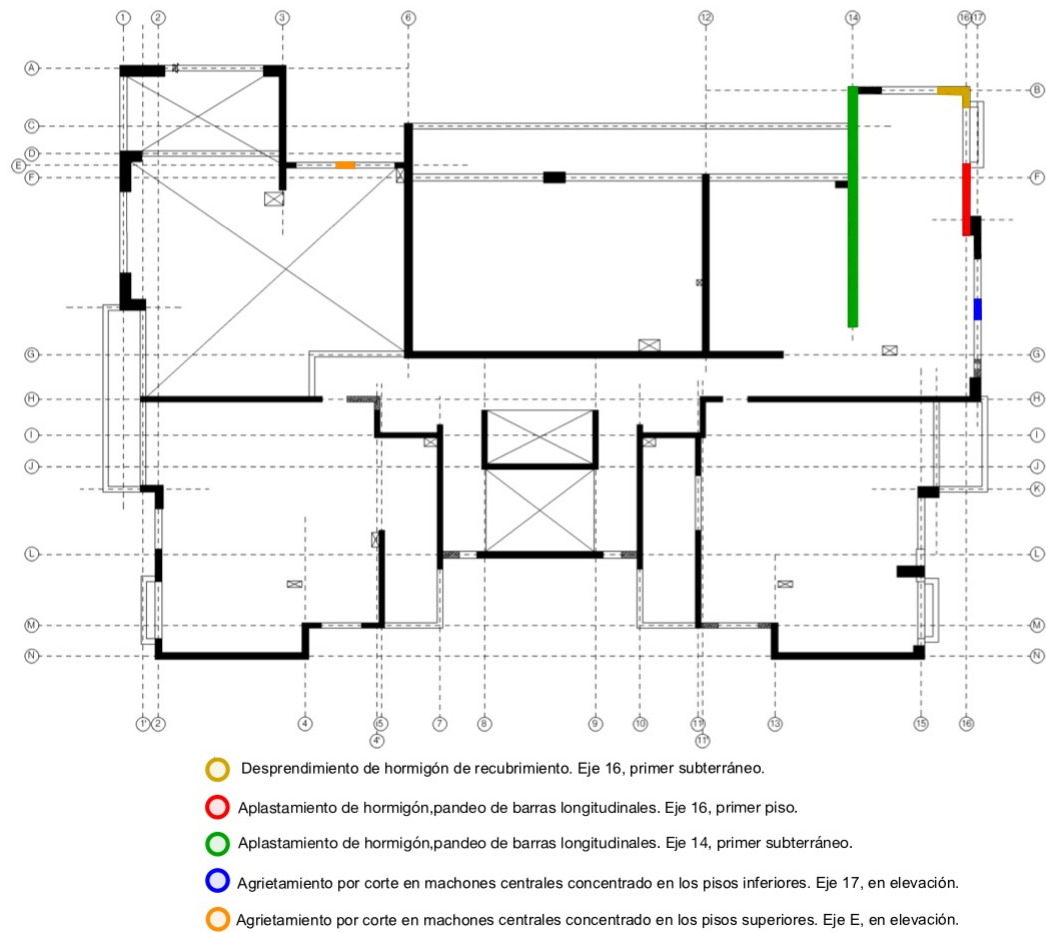 1 2 3 6 12 14 16 17
A
B
C
D
E
F F
G G
H H
I I
J J
K
L L
M M
N N
1' 2 4 5 7 8 9 10 11 13 15 16
4' 11'
Desprendimiento de hormigón de recubrimiento. Eje 16, primer subterráneo.
Aplastamiento de hormigón,pandeo de barras longitudinales. Eje 16, primer piso.
Aplastamiento de hormigón,pandeo de barras longitudinales. Eje 14, primer subterráneo.
Agrietamiento por corte en machones centrales concentrado en los pisos inferiores. Eje 17, en elevación.
Agrietamiento por corte en machones centrales concentrado en los pisos superiores. Eje E, en elevación.